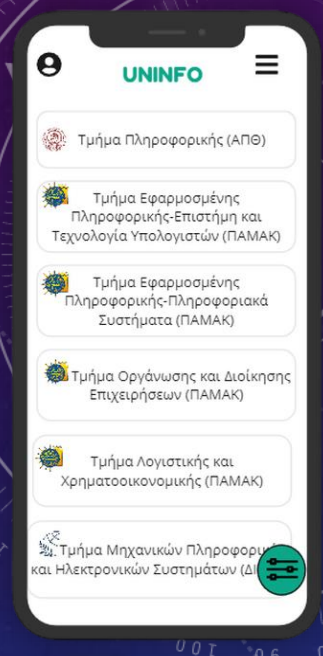 UNINFO
Τμήμα Πληροφορικής (ΑΠΘ)
Τμήμα Εφαρμοσμένης
Πληροφορικής-Επιστήμη και
Τεχνολογία Υπολογιστών (ΠΑΜΑΚ)
Τμήμα Εφαρμοσμένης
Πληροφορικής-Πληροφοριακά
Συστήματα (ΠΑΜΑΚ)
Τμήμα Οργάνωσης και Διοίκησης
Επιχειρήσεων (ΠΑΜΑΚ)
Τμήμα Λογιστικής και
Χρηματοοικονομικής (ΠΑΜΑΚ)
Τμήμα Μηχανικών
και Ηλεκτρονικών Συστημάτων